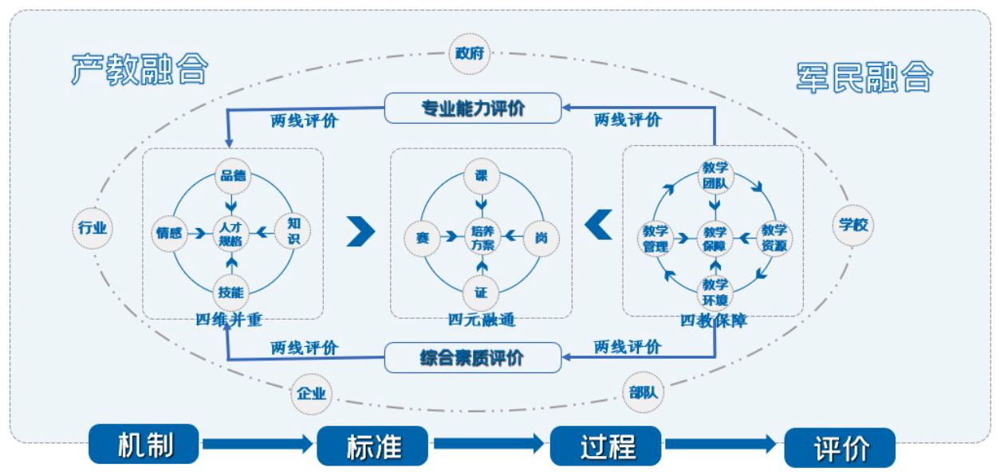 政府
产教融合
军民融合
专业能力评价
两线评价
两线评价
品德
情感
人才
规格
知
识
技能
四维并重
课
赛
培养
方案
岗
证
四元融通
教学
团队
教学
管理
教学
保障
教学
资源
教学
环境
四教保障
行业
学校
两线评价
综合素质评价
两线评价
企业
部队
机制
标准
过程
评价